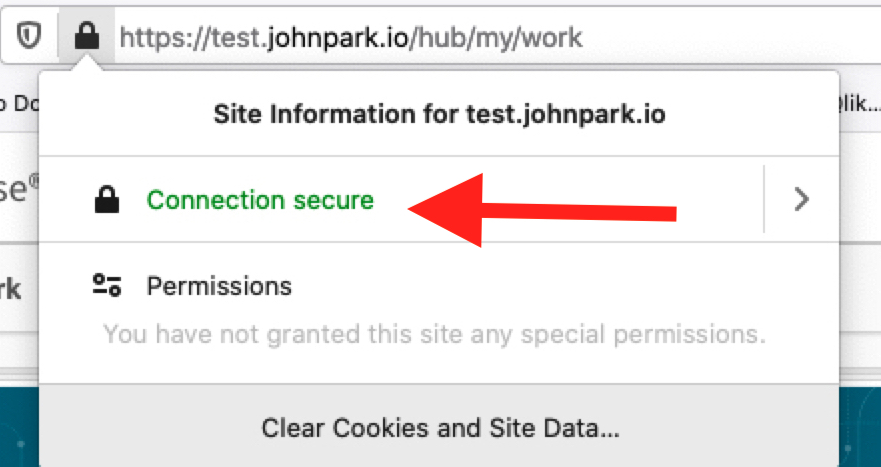 https://test.johnpark.io/hub/my/work
Do
lik...
Site Information for test.johnpark.io
se®
Connection secure
rk
Permissions
You have not granted this site any special permissions.
Clear Cookies and Site Data...